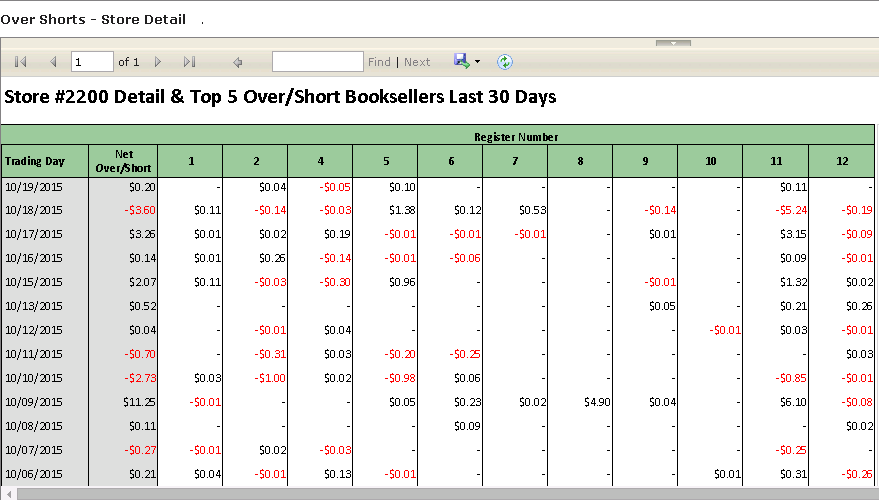 Over Shorts - Store Detail .
1 of 1 Find | Next
Store #2200 Detail & Top 5 Over/Short Booksellers Last 30 Days
Register Number
Trading Day Net Over/Short 1 2 4 5 6 7 8 9 10 11 12
10/19/2015 $0.20 - $0.04 -$0.05 $0.10 - - - - - $0.11 -
10/18/2015 -$3.60 $0.11 -$0.14 -$0.03 $1.38 $0.12 $0.53 - -$0.14 - -$5.24 -$0.19
10/17/2015 $3.26 $0.01 $0.02 $0.19 -$0.01 -$0.01 -$0.01 - $0.01 - $3.15 -$0.09
10/16/2015 $0.14 $0.01 $0.26 -$0.14 -$0.01 -$0.06 - - - - $0.09 -$0.01
10/15/2015 $2.07 $0.11 -$0.03 -$0.30 $0.96 - - - -$0.01 - $1.32 $0.02
10/13/2015 $0.52 - - - - - - - $0.05 - $0.21 $0.26
10/12/2015 $0.04 - -$0.01 $0.04 - - - - - -$0.01 $0.03 -$0.01
10/11/2015 -$0.70 - -$0.31 $0.03 -$0.20 -$0.25 - - - - - $0.03
10/10/2015 -$2.73 $0.03 -$1.00 $0.02 -$0.98 $0.06 - - - - -$0.85 -$0.01
10/09/2015 $11.25 -$0.01 - - $0.05 $0.23 $0.02 $4.90 $0.04 - $6.10 -$0.08
10/08/2015 $0.11 - - - - $0.09 - - - - - $0.02
10/07/2015 -$0.27 -$0.01 $0.02 -$0.03 - - - - - - -$0.25 -
10/06/2015 $0.21 $0.04 -$0.01 $0.13 -$0.01 - - - - $0.01 $0.31 -$0.26